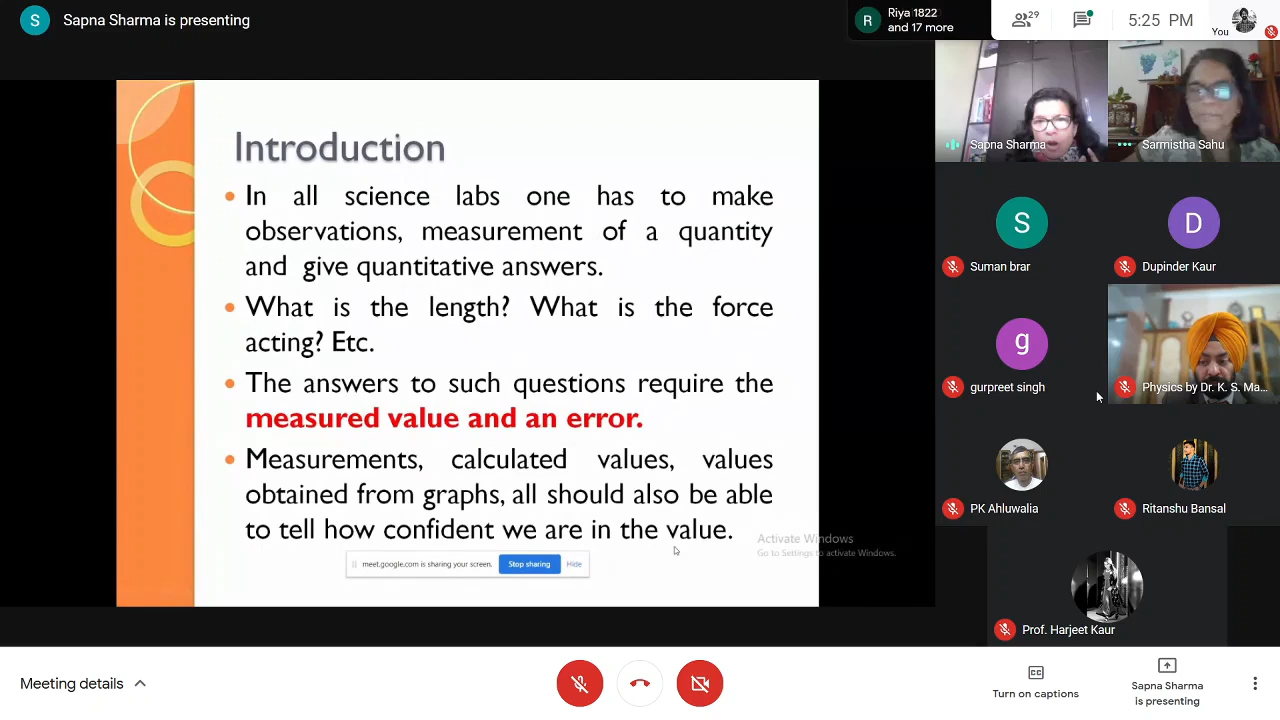 S
Sapna Sharma is presenting
R
Riya 1822
and 17 more
29
5:25 PM
You
Introduction
• In all science labs one has to make
observations, measurement of a quantity
and give quantitative answers.
• What is the length? What is the force
acting? Etc.
• The answers to such questions require the
measured value and an error.
• Measurements, calculated values, values
obtained from graphs, all should also be able
to tell how confident we are in the value.
Activate Windows
Go to Settings to activate Windows.
meet.google.com is sharing your screen.
Stop sharing
Hide
Sapna Sharma
Sarmistha Sahu
S
Suman brar
D
Dupinder Kaur
g
gurpreet singh
Physics by Dr. K. S. Ma...
PK Ahluwalia
Ritanshu Bansal
Prof. Harjeet Kaur
Meeting details
CC
Turn on captions
Sapna Sharma
is presenting